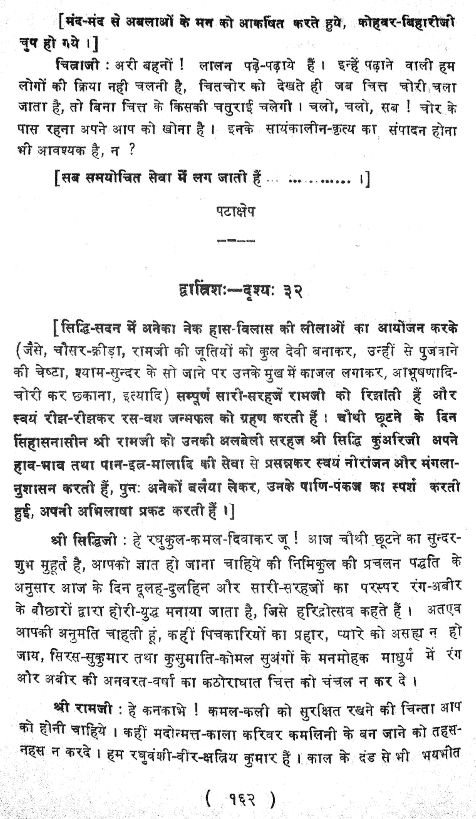 [मंद-मंद से अबलाओं के मन को आकर्षित करते हुये, कोहवर-बिहारीजी
चुप हो गये ।]
चित्राजी : अरी बहनों ! लालन पढ़े-पढ़ाये हैं । इन्हें पढ़ाने वाली हम
लोगों की क्रिया नही चलनी है, चितचोर को देखते ही जब चित्त चोरी चला
जाता है, तो बिना चित्त के किसकी चतुराई चलेगी । चलो, चलो, सब ! चोर के
पास रहना अपने आप को खोना है । इनके सायंकालीन-कृत्य का संपादन होना
भी आवश्यक है, न ?
[सब समयोचित सेवा में लग जाती हैं ... ... ... ... ।]
पटाक्षेप
द्वात्रिंशः—दृश्यः ३२
[सिद्धि-सदन में अनेका नेक हास-विलास को लीलाओं का आयोजन करके
(जैसे, चौसर-क्रीड़ा, रामजी की जूतियों को कुल देवी बनाकर, उन्हीं से पुजवाने
की चेष्टा, श्याम-सुन्दर के सो जाने पर उनके मुख में काजल लगाकर, आभूषणादि-
चोरी कर छकाना, इत्यादि) सम्पूर्ण सारी-सरहजें रामजी को रिझाती हैं और
स्वयं रीझ-रीझकर रस-वश जन्मफल को ग्रहण करती हैं । चौथी छूटने के दिन
सिंहासनासीन श्री रामजी को उनकी अलबेली सरहज श्री सिद्धि कुंअरिजी अपने
हाव-भाव तथा पान-इत्र-मालादि की सेवा से प्रसन्नकर स्वयं नीरांजन और मंगला-
नुशासन करती हैं, पुनः अनेकों बलैया लेकर, उनके पाणि-पंकज का स्पर्श करती
हुई, अपनी अभिलाषा प्रकट करती हैं ।]
श्री सिद्धिजी : हे रघुकुल-कमल-दिवाकर जू ! आज चौथी छूटने का सुन्दर-
शुभ मुहूर्त है, आपको ज्ञात हो जाना चाहिये की निमिकुल की प्रचलन पद्धति के
अनुसार आज के दिन दूलह-दुलहिन और सारी-सरहजों का परस्पर रंग-अबीर
के बौछारों द्वारा होरी-युद्ध मनाया जाता है, जिसे हरिद्रोत्सव कहते हैं । अतएव
आपकी अनुमति चाहती हूं, कहीं पिचकारियों का प्रहार, प्यारे को असह्य न हो
जाय, सिरस-सुकुमार तथा कुसुमाति-कोमल सुअंगों के मनमोहक माधुर्य में रंग
और अबीर की अनवरत-वर्षा का कठोराघात चित्त को चंचल न कर दे ।
श्री रामजी : हे कनकाभे ! कमल-कली को सुरक्षित रखने की चिन्ता आप
को होनी चाहिये । कहीं मदोन्मत्त-काला करिवर कमलिनी के बन जाने को तहस-
नहस न करदे । हम रघुवंशी-वीर-क्षत्रिय कुमार हैं । काल के दंड से भी भयभीत
( १६२ )